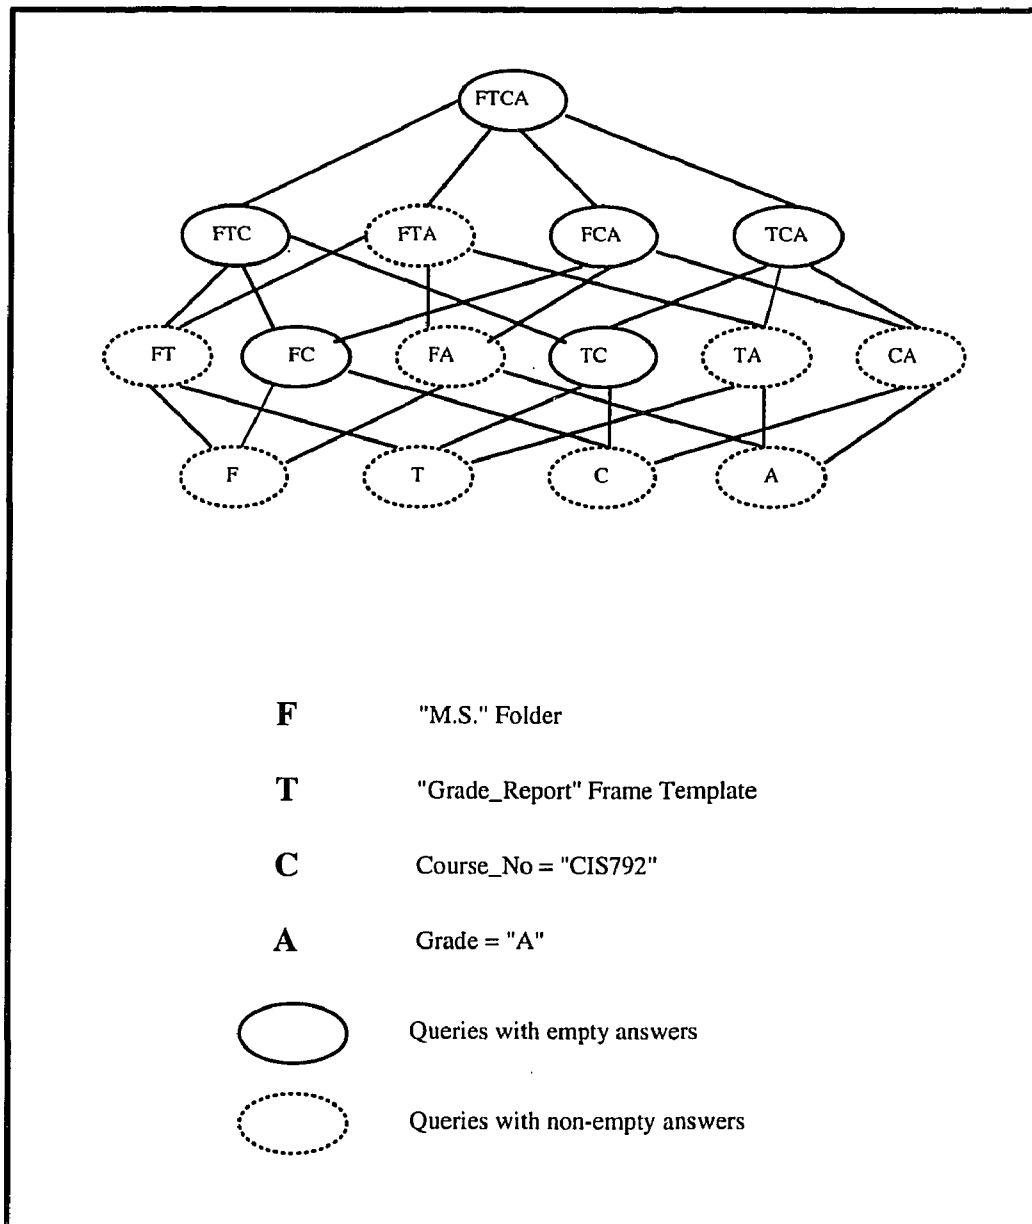 FTCA
FTC FTA FCA TCA
FT FC FA TC TA CA
F T C A
F "M.S." Folder
T "Grade_Report" Frame Template
C Course_No = "CIS792"
A Grade = "A"
Queries with empty answers
Queries with non-empty answers